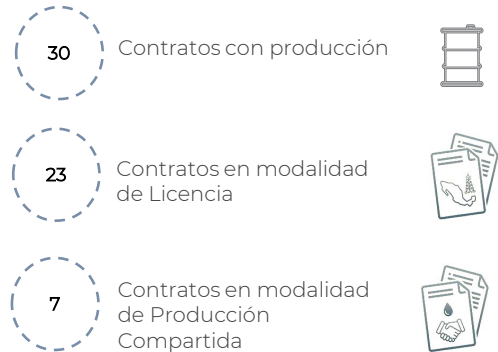 30
Contratos con producción
23
Contratos en modalidad
de Licencia
7
Contratos en modalidad
de Producción
Compartida